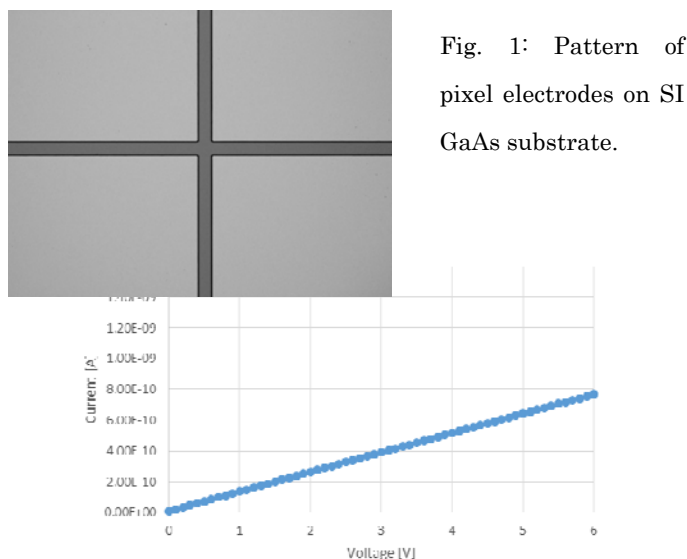 Fig. 1: Pattern of
pixel electrodes on SI
GaAs substrate.
1.20E-09
1.00E-09
8.00E-10
6.00E-10
4.00E 10
2.00E 10
0.00E+00
Current [A]
0 1 2 3 4 5 6
Voltage [V]